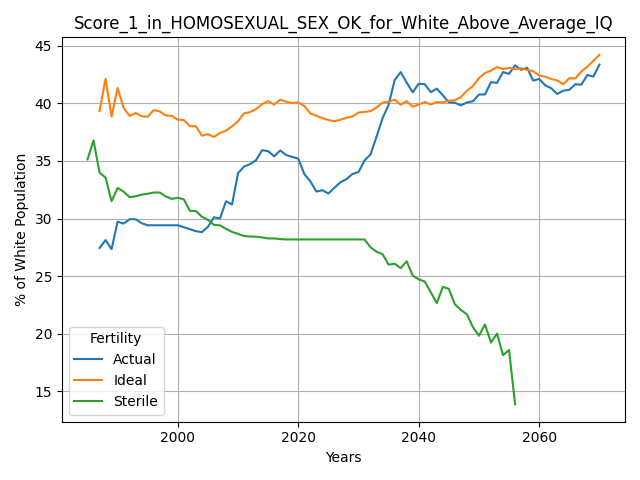 Score_1_in_HOMOSEXUAL_SEX_OK_for_White_Above_Average_IQ
% of White Population
45
40
35
30
25
20
15
Fertility
Actual
Ideal
Sterile
2000 2020 2040 2060
Years